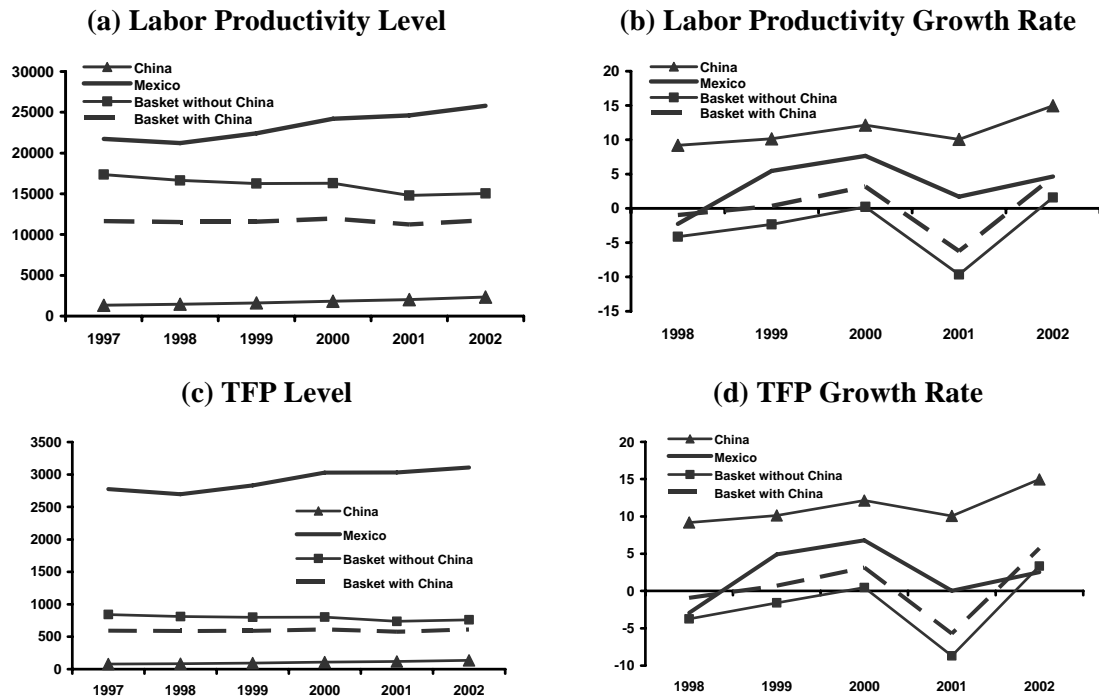 (a) Labor Productivity Level
China
Mexico
Basket without China
Basket with China
30000
25000
20000
15000
10000
5000
0
1997 1998 1999 2000 2001 2002
(b) Labor Productivity Growth Rate
China
Mexico
Basket without China
Basket with China
20
15
10
5
0
-5
-10
-15
1998 1999 2000 2001 2002
(c) TFP Level
3500
3000
2500
2000
1500
1000
500
0
China
Mexico
Basket without China
Basket with China
1997 1998 1999 2000 2001 2002
(d) TFP Growth Rate
China
Mexico
Basket without China
Basket with China
20
15
10
5
0
-5
-10
1998 1999 2000 2001 2002